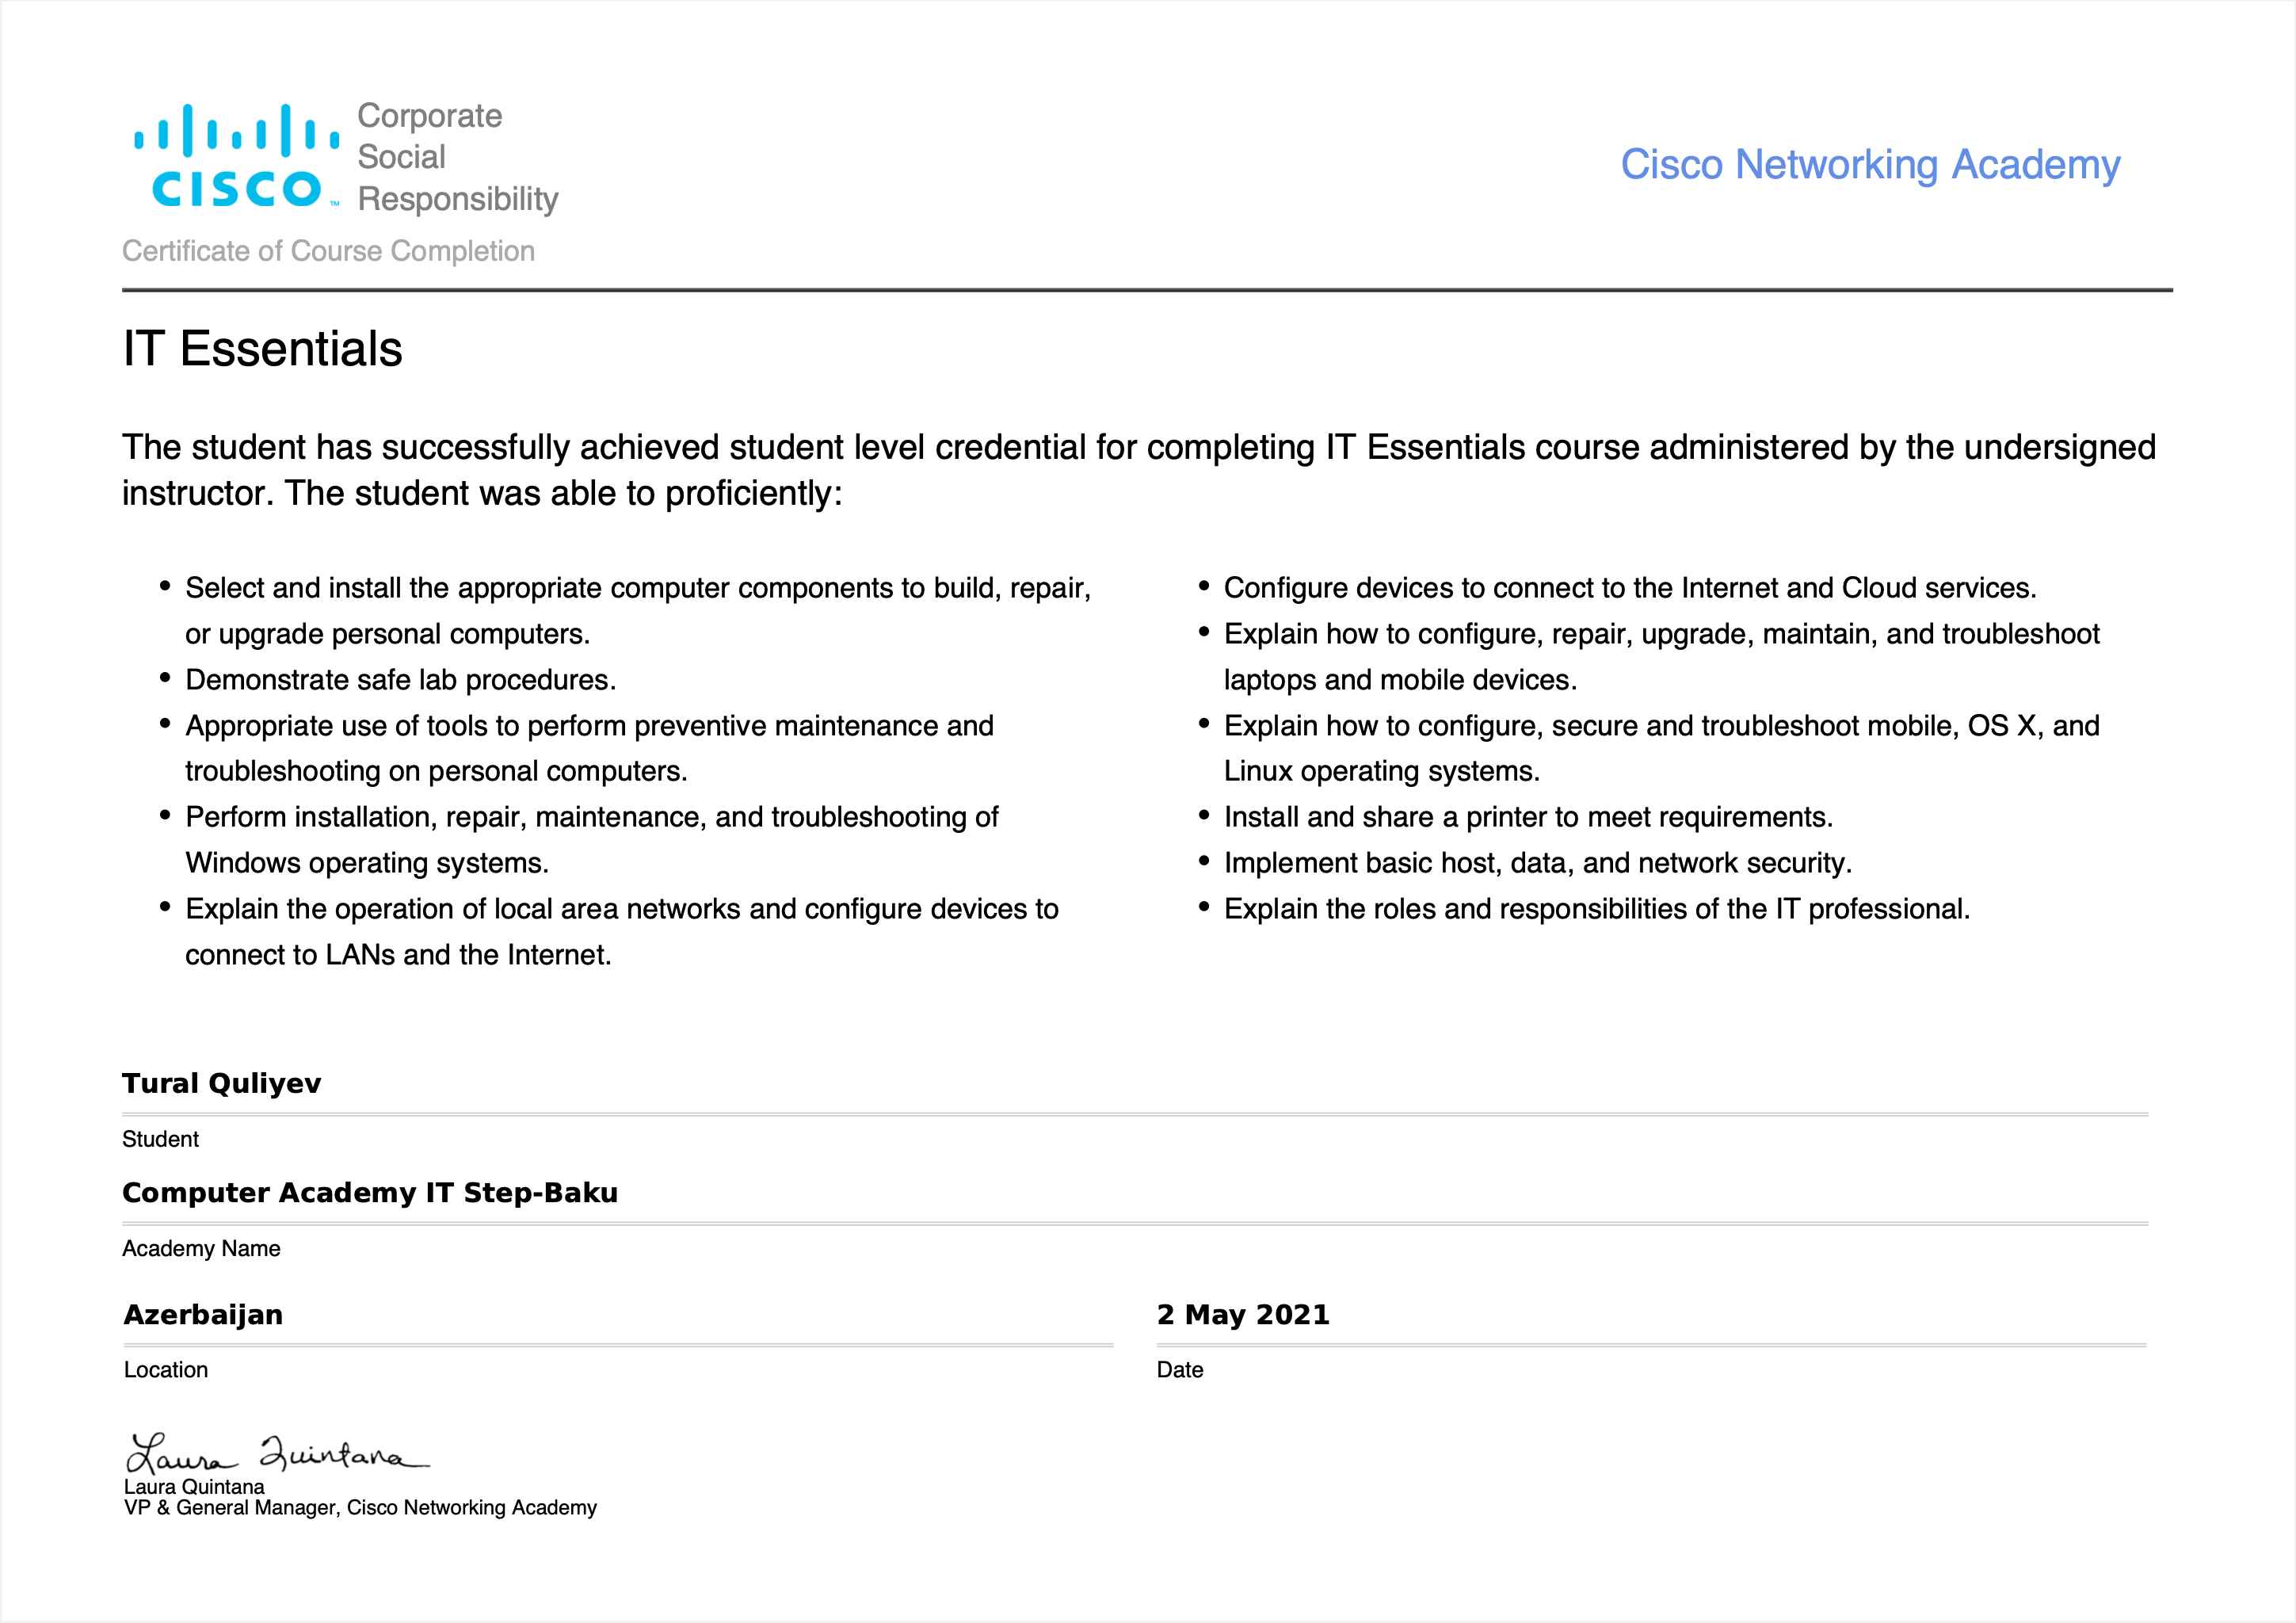 Corporate
Social
Responsibility
CISCO™
Cisco Networking Academy
Certificate of Course Completion
IT Essentials
The student has successfully achieved student level credential for completing IT Essentials course administered by the undersigned
instructor. The student was able to proficiently:
• Select and install the appropriate computer components to build, repair,
or upgrade personal computers.
• Demonstrate safe lab procedures.
• Appropriate use of tools to perform preventive maintenance and
troubleshooting on personal computers.
• Perform installation, repair, maintenance, and troubleshooting of
Windows operating systems.
• Explain the operation of local area networks and configure devices to
connect to LANs and the Internet.
• Configure devices to connect to the Internet and Cloud services.
• Explain how to configure, repair, upgrade, maintain, and troubleshoot
laptops and mobile devices.
• Explain how to configure, secure and troubleshoot mobile, OS X, and
Linux operating systems.
• Install and share a printer to meet requirements.
• Implement basic host, data, and network security.
• Explain the roles and responsibilities of the IT professional.
Tural Quliyev
Student
Computer Academy IT Step-Baku
Academy Name
Azerbaijan
Location
2 May 2021
Date
Laura Quintana
Laura Quintana
VP & General Manager, Cisco Networking Academy